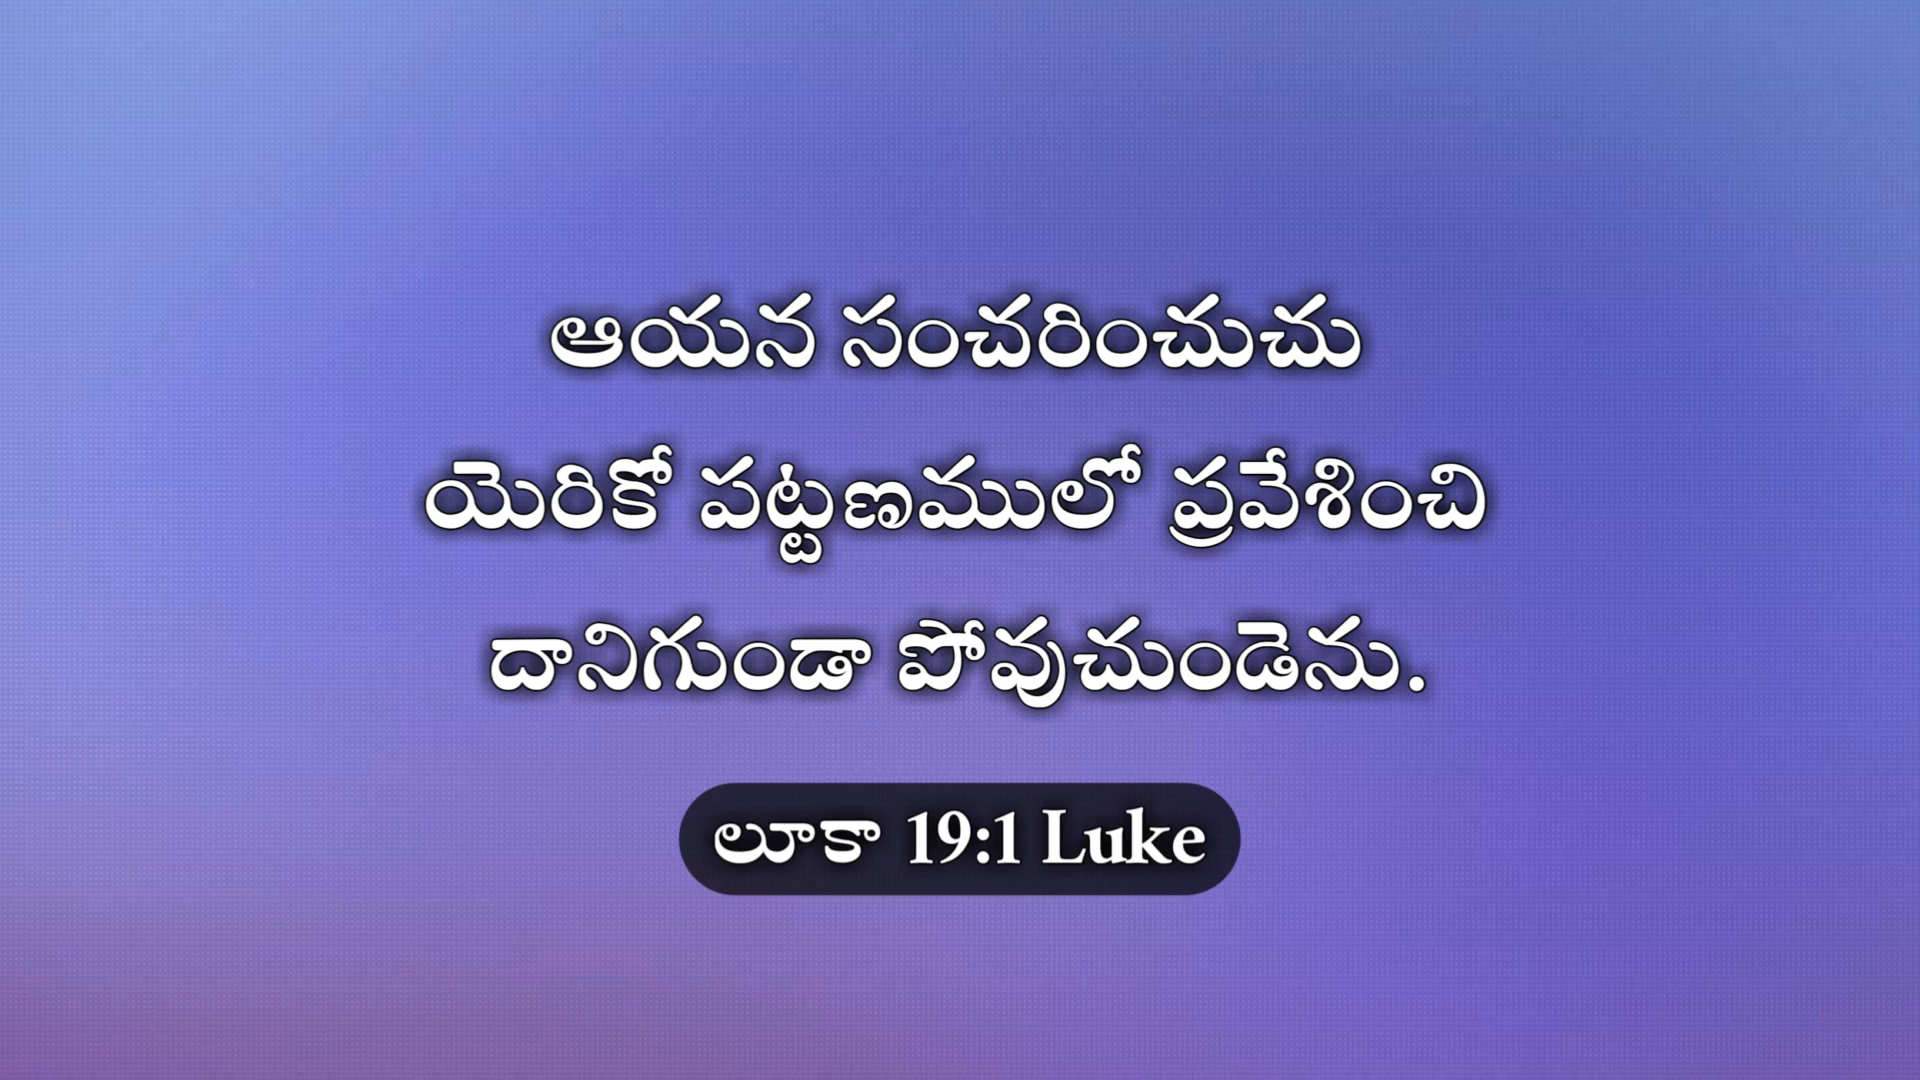 ఆయన సంచరించుచు
యెరికో పట్టణములో ప్రవేశించి
దానిగుండా పోవుచుండెను.
లూకా 19:1 Luke